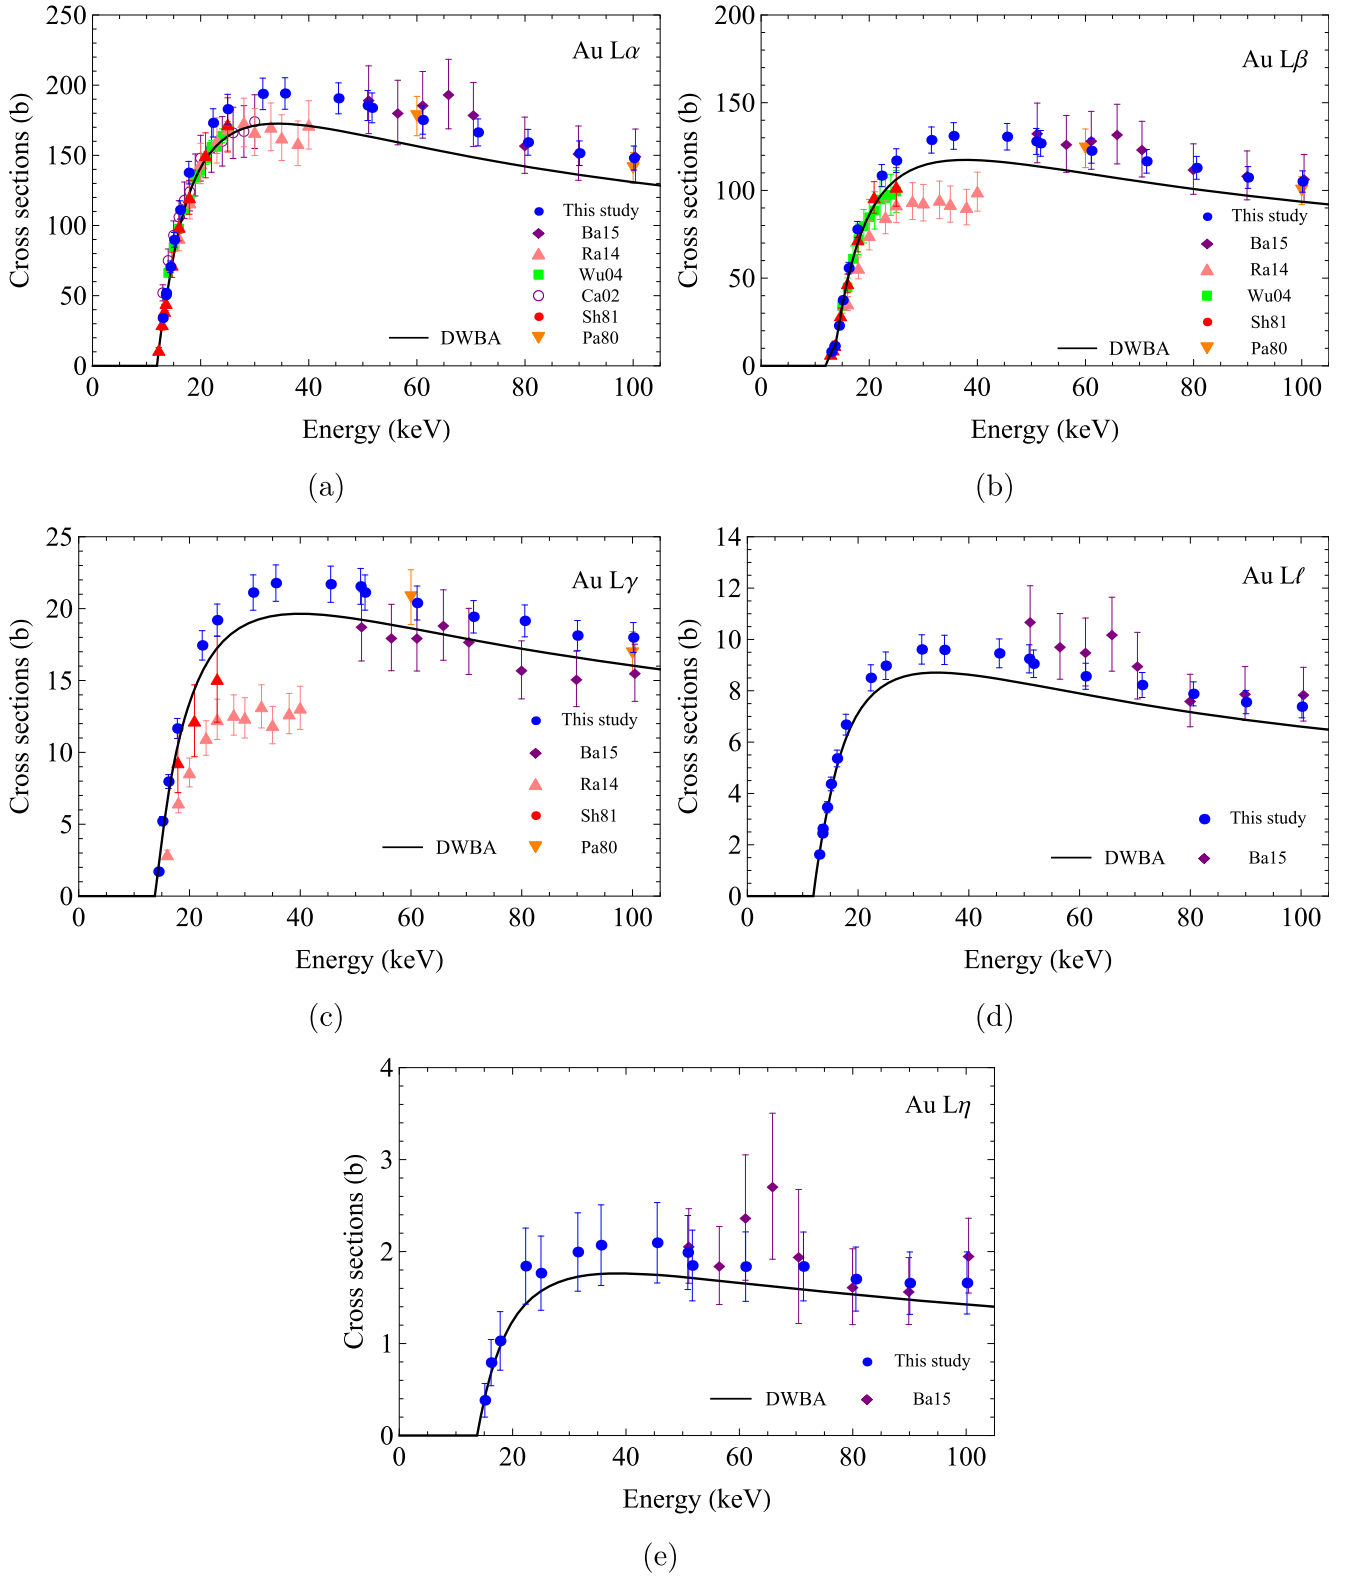 Au Lα
Cross sections (b)
250
200
150
100
50
0
0 20 40 60 80 100
Energy (keV)
This study
Ba15
Ra14
Wu04
Ca02
Sh81
DWBA
Pa80
(a)
Au Lβ
Cross sections (b)
200
150
100
50
0
0 20 40 60 80 100
Energy (keV)
This study
Ba15
Ra14
Wu04
Sh81
DWBA
Pa80
(b)
Au Lγ
Cross sections (b)
25
20
15
10
5
0
0 20 40 60 80 100
Energy (keV)
This study
Ba15
Ra14
Sh81
DWBA
Pa80
(c)
Au Lℓ
Cross sections (b)
14
12
10
8
6
4
2
0
0 20 40 60 80 100
Energy (keV)
This study
DWBA
Ba15
(d)
Au Lη
Cross sections (b)
4
3
2
1
0
0 20 40 60 80 100
Energy (keV)
This study
DWBA
Ba15
(e)